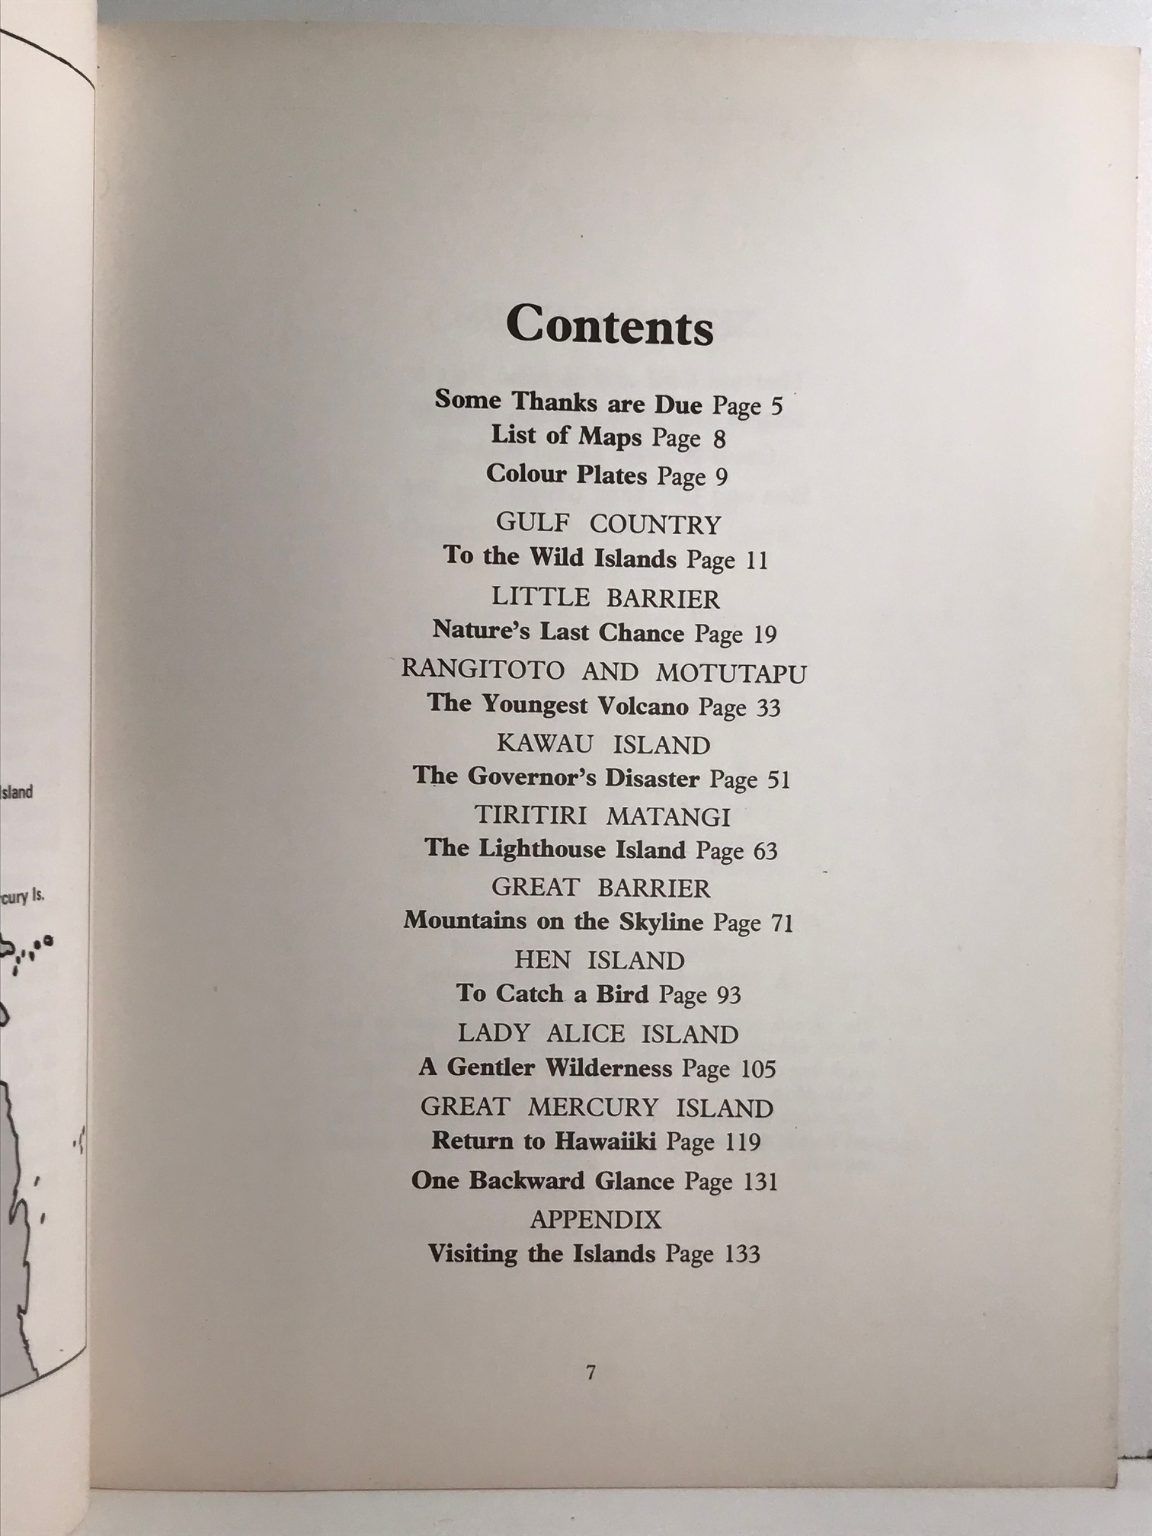 sland
cury Is.
Contents
Some Thanks are Due Page 5
List of Maps Page 8
Colour Plates Page 9
GULF COUNTRY
To the Wild Islands Page 11
LITTLE BARRIER
Nature's Last Chance Page 19
RANGITOTO AND MOTUTAPU
The Youngest Volcano Page 33
KAWAU ISLAND
The Governor's Disaster Page 51
TIRITIRI MATANGI
The Lighthouse Island Page 63
GREAT BARRIER
Mountains on the Skyline Page 71
HEN ISLAND
To Catch a Bird Page 93
LADY ALICE ISLAND
A Gentler Wilderness Page 105
GREAT MERCURY ISLAND
Return to Hawaiiki Page 119
One Backward Glance Page 131
APPENDIX
Visiting the Islands Page 133
7